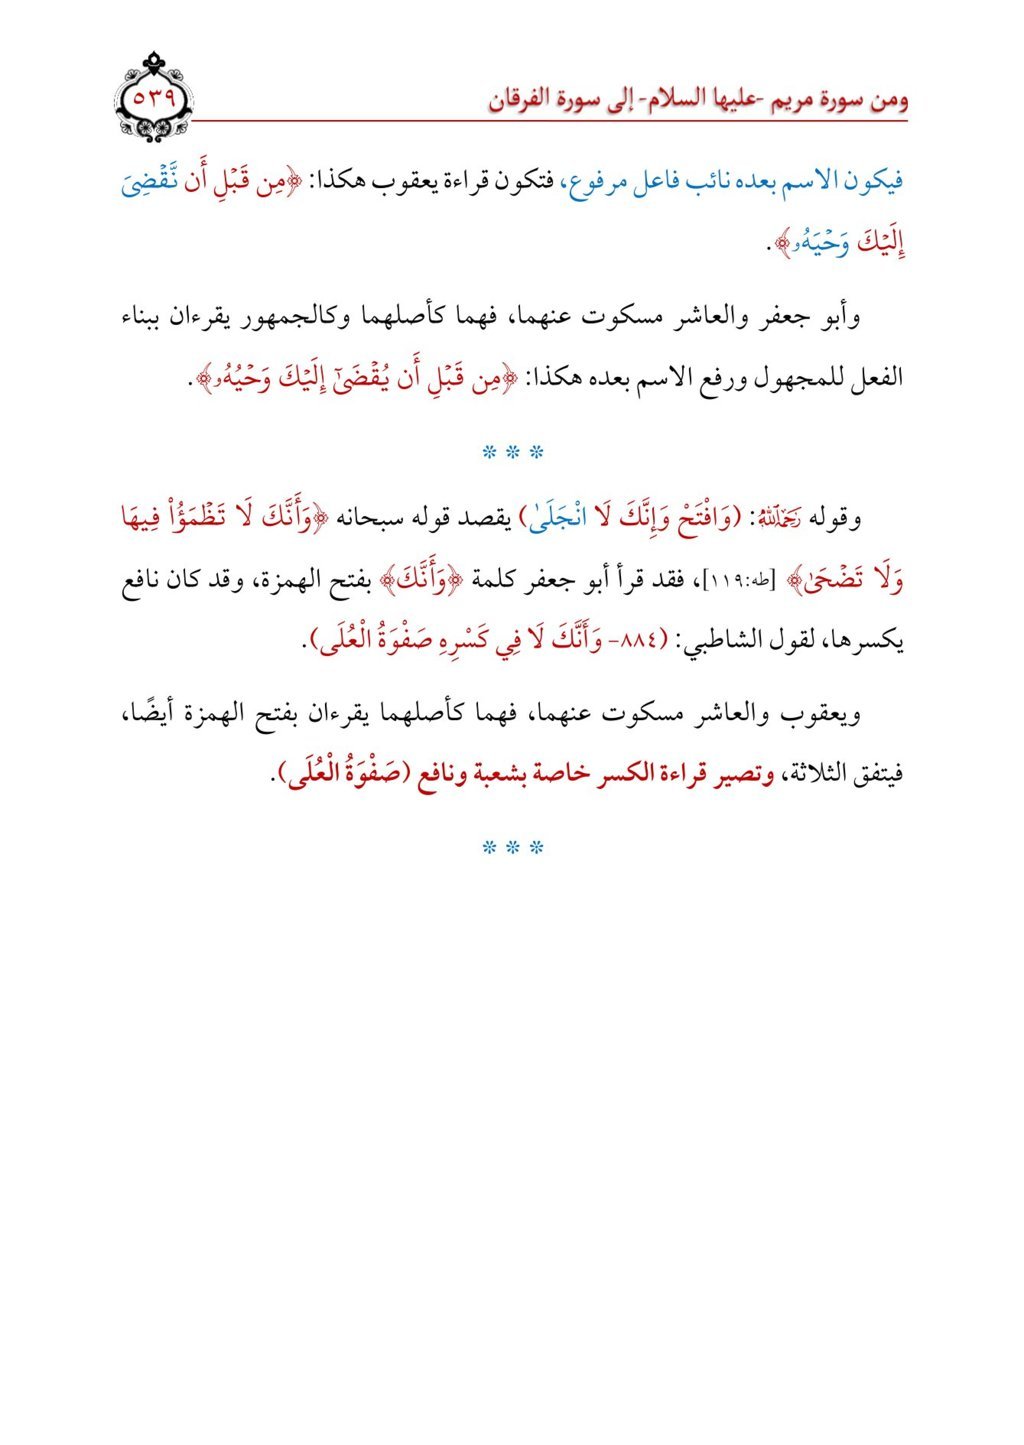 ومن سورة مريم -عليها السلام- إلى سورة الفرقان
٥٣٩
فيكون الاسم بعده نائب فاعل مرفوع، فتكون قراءة يعقوب هكذا: ﴿مِن قَبۡلِ أَن نَّقۡضِيَ
إِلَيۡكَ وَحۡيَهُۥ﴾.
وأبو جعفر والعاشر مسكوت عنهما، فهما كأصلهما وكالجمهور يقرءان ببناء
الفعل للمجهول ورفع الاسم بعده هكذا: ﴿مِن قَبۡلِ أَن يُقۡضَىٰٓ إِلَيۡكَ وَحۡيُهُۥ﴾.
* * *
وقوله رَحِمَهُ ٱللَّهُ: (وَافْتَحْ وَإِنَّكَ لَا انْجَلَىٰ) يقصد قوله سبحانه ﴿وَأَنَّكَ لَا تَظۡمَؤُاْ فِيهَا
وَلَا تَضۡحَىٰ﴾ [طه:١١٩]، فقد قرأ أبو جعفر كلمة ﴿وَأَنَّكَ﴾ بفتح الهمزة، وقد كان نافع
يكسرها، لقول الشاطبي: (٨٨٤- وَأَنَّكَ لَا فِي كَسْرِهِ صَفْوَةُ الْعُلَى).
ويعقوب والعاشر مسكوت عنهما، فهما كأصلهما يقرءان بفتح الهمزة أيضًا،
فيتفق الثلاثة، وتصير قراءة الكسر خاصة بشعبة ونافع (صَفْوَةُ الْعُلَى).
* * *